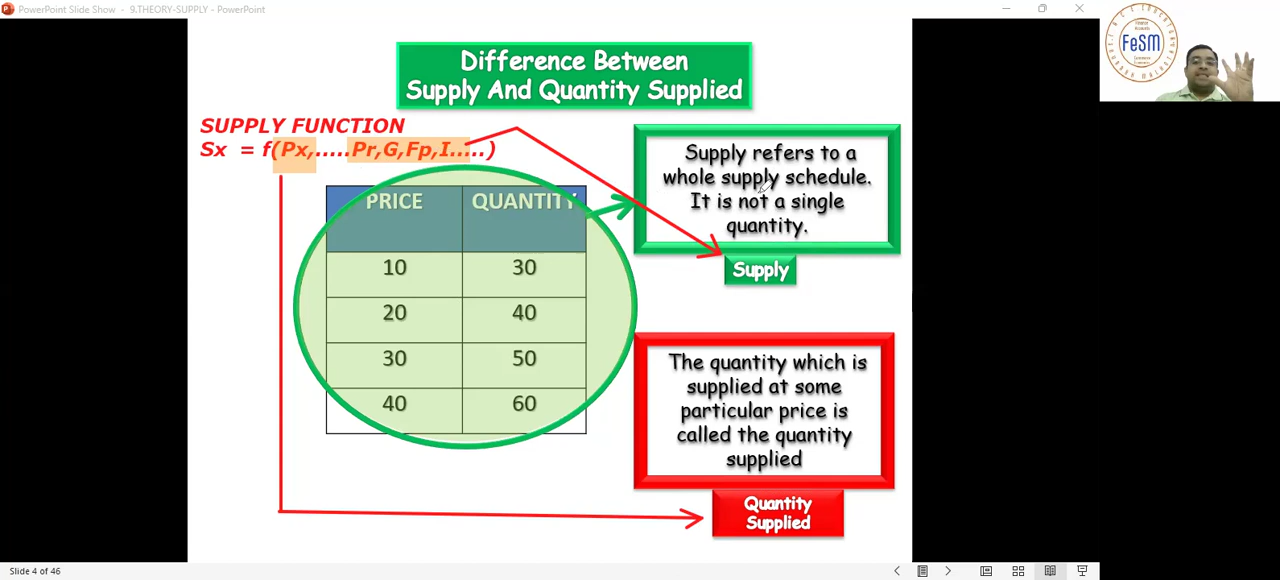 PowerPoint Slide Show - 9.THEORY-SUPPLY - PowerPoint
FeSM
Difference Between
Supply And Quantity Supplied
SUPPLY FUNCTION
Sx = f(Px,.....Pr,G,Fp,I.....)
PRICE QUANTITY
10 30
20 40
30 50
40 60
Supply refers to a
whole supply schedule.
It is not a single
quantity.
Supply
The quantity which is
supplied at some
particular price is
called the quantity
supplied
Quantity
Supplied
Slide 4 of 46